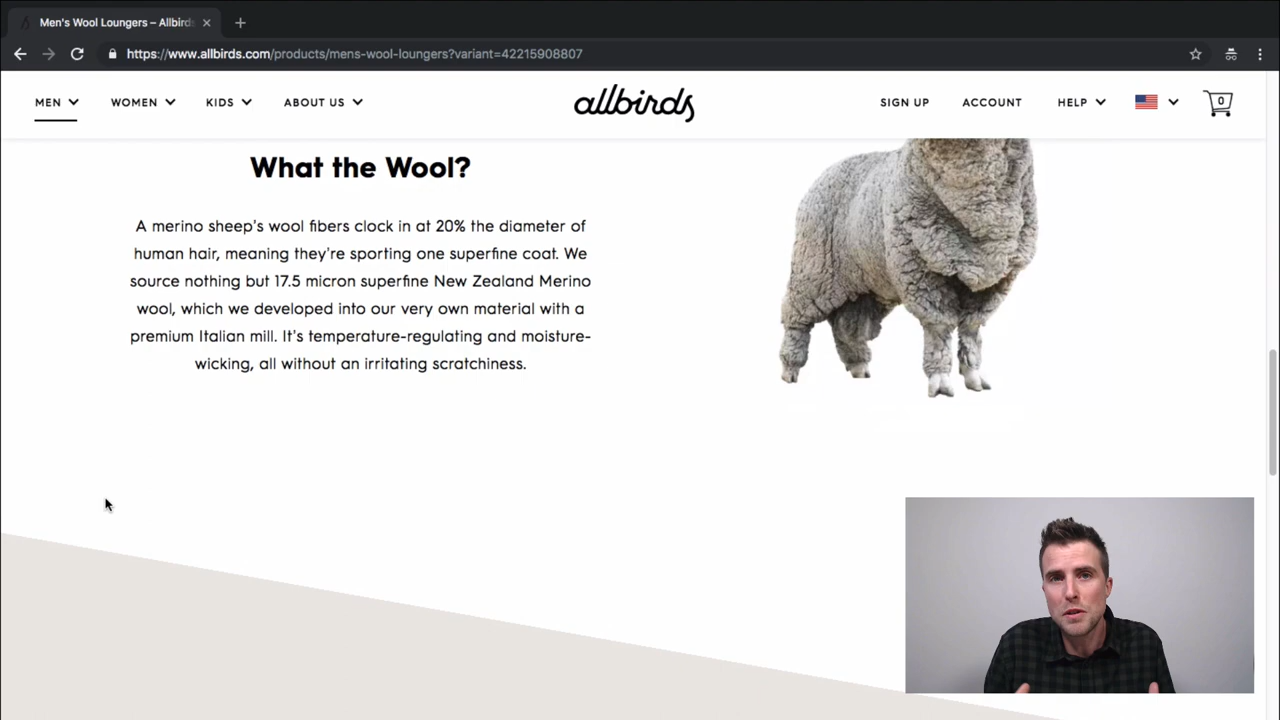 Men's Wool Loungers – Allbirds
https://www.allbirds.com/products/mens-wool-loungers?variant=42215908807
MEN WOMEN KIDS ABOUT US allbirds SIGN UP ACCOUNT HELP 0
What the Wool?
A merino sheep's wool fibers clock in at 20% the diameter of
human hair, meaning they're sporting one superfine coat. We
source nothing but 17.5 micron superfine New Zealand Merino
wool, which we developed into our very own material with a
premium Italian mill. It's temperature-regulating and moisture-
wicking, all without an irritating scratchiness.